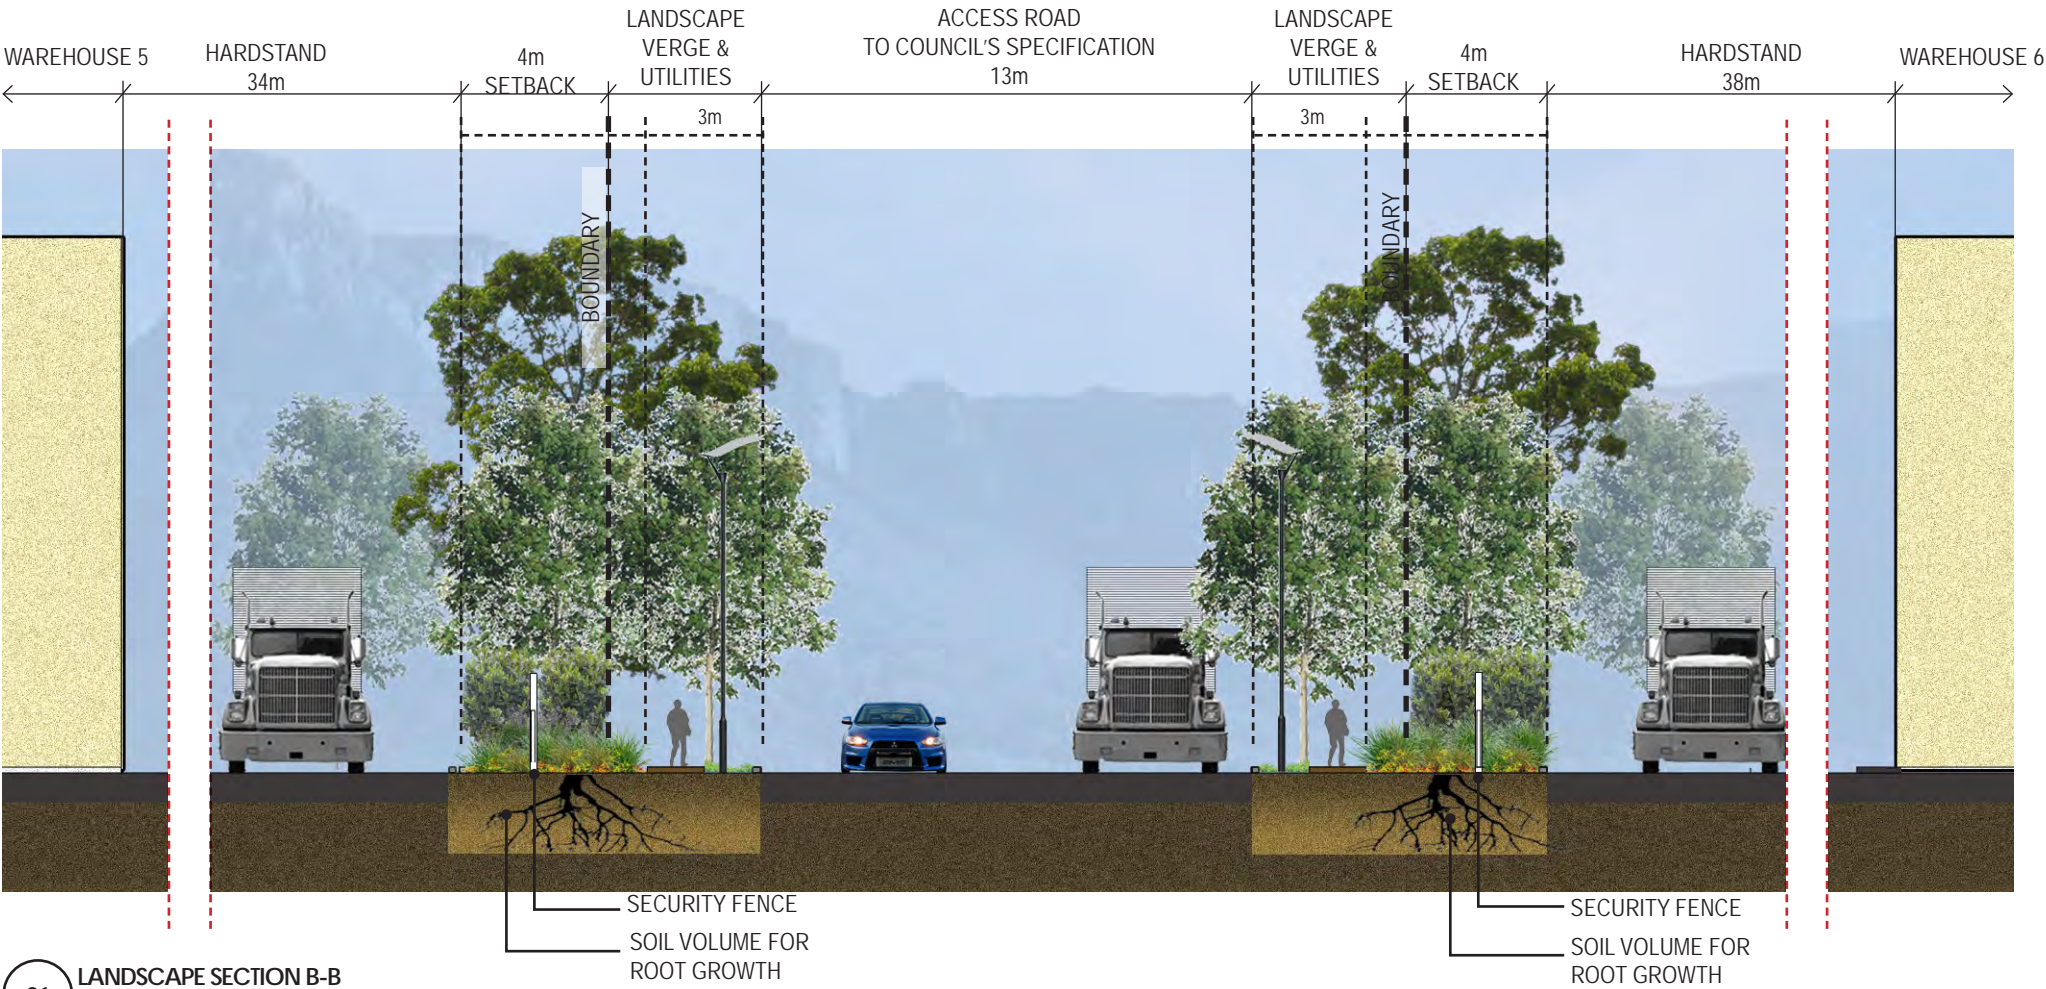 WAREHOUSE 5
HARDSTAND
34m
4m
SETBACK
LANDSCAPE
VERGE &
UTILITIES
ACCESS ROAD
TO COUNCIL'S SPECIFICATION
13m
LANDSCAPE
VERGE &
UTILITIES
4m
SETBACK
HARDSTAND
38m
WAREHOUSE 6
3m
3m
BOUNDARY
BOUNDARY
SECURITY FENCE
SOIL VOLUME FOR
ROOT GROWTH
SECURITY FENCE
SOIL VOLUME FOR
ROOT GROWTH
LANDSCAPE SECTION B-B